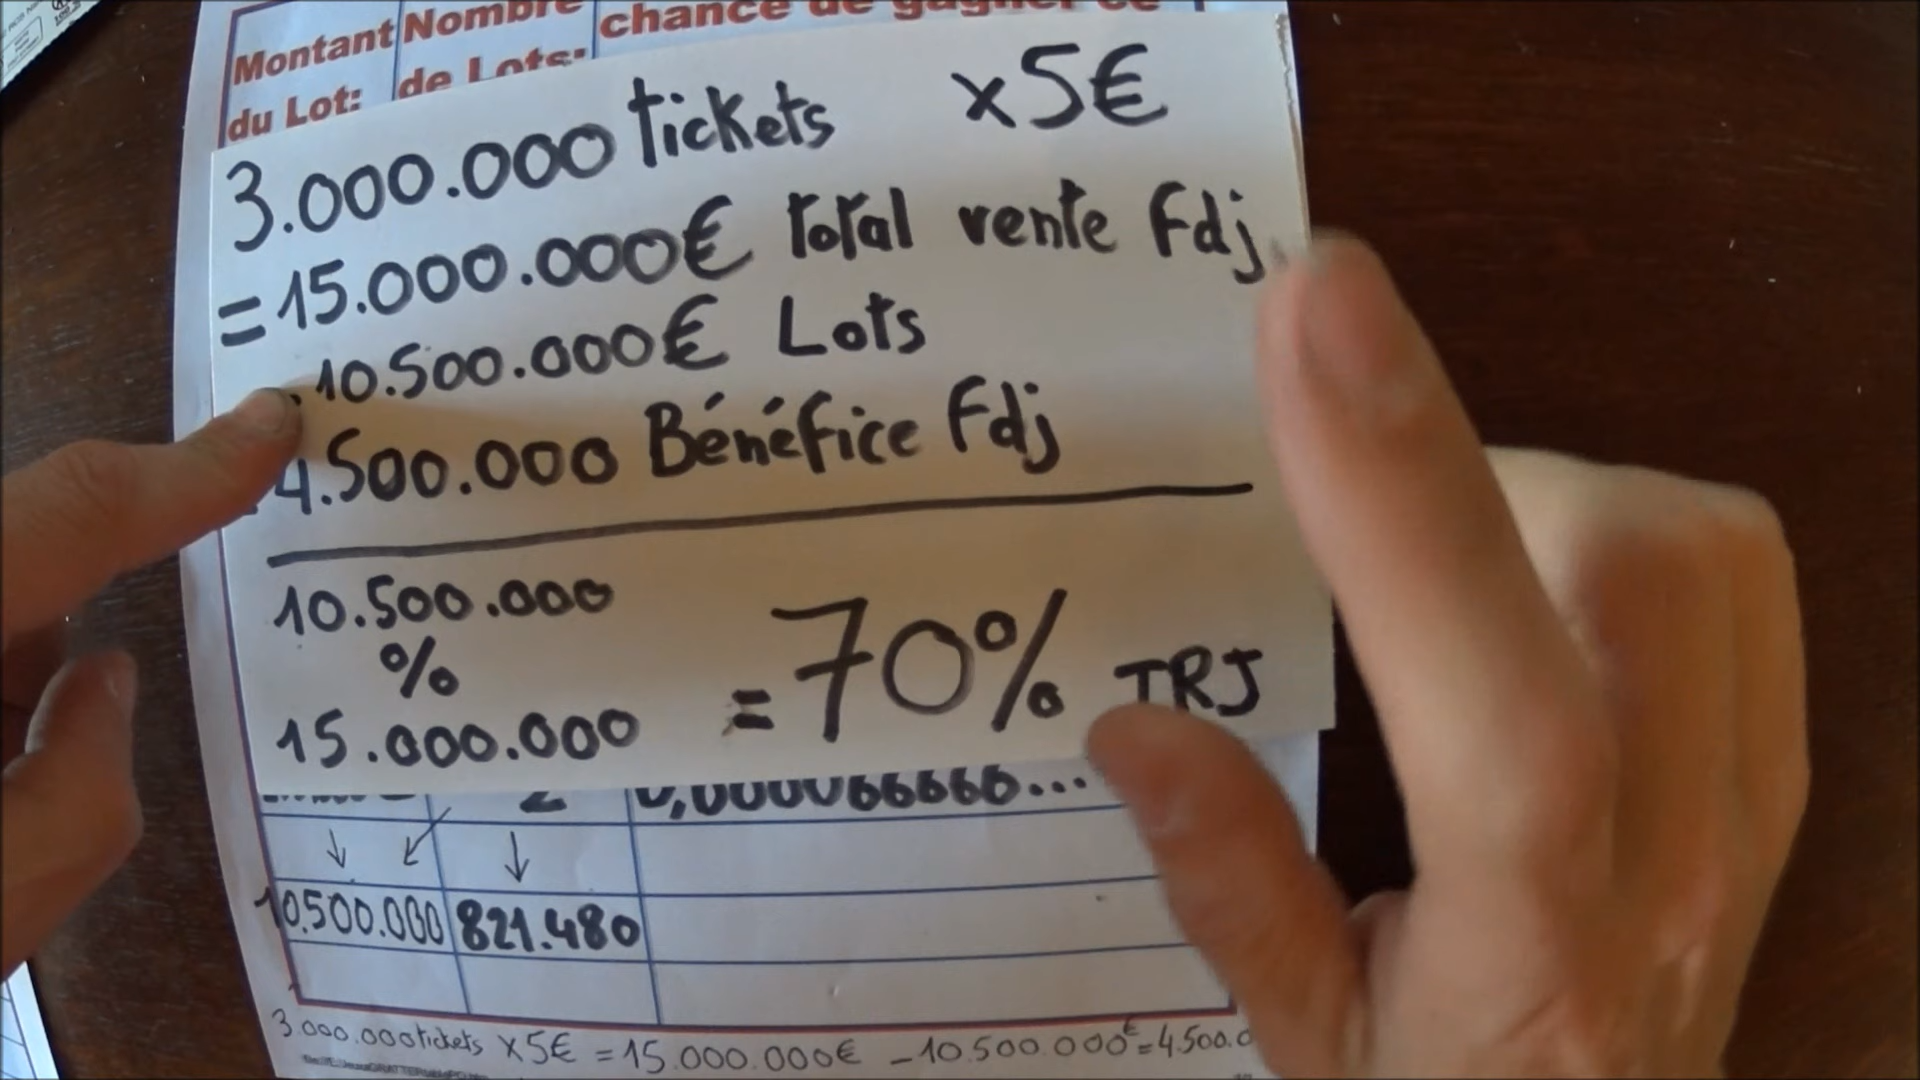 Montant Nombre chance de gagner ce
du Lot: de Lots:
3.000.000 tickets x5€
=15.000.000€ total vente Fdj
10.500.000€ Lots
4.500.000 Bénéfice Fdj
10.500.000
%
15.000.000 =70% TRJ
2 0,000066666...
10.500.000 821.480
3.000.000 tickets x5€ =15.000.000€ -10.500.000€=4.500.0